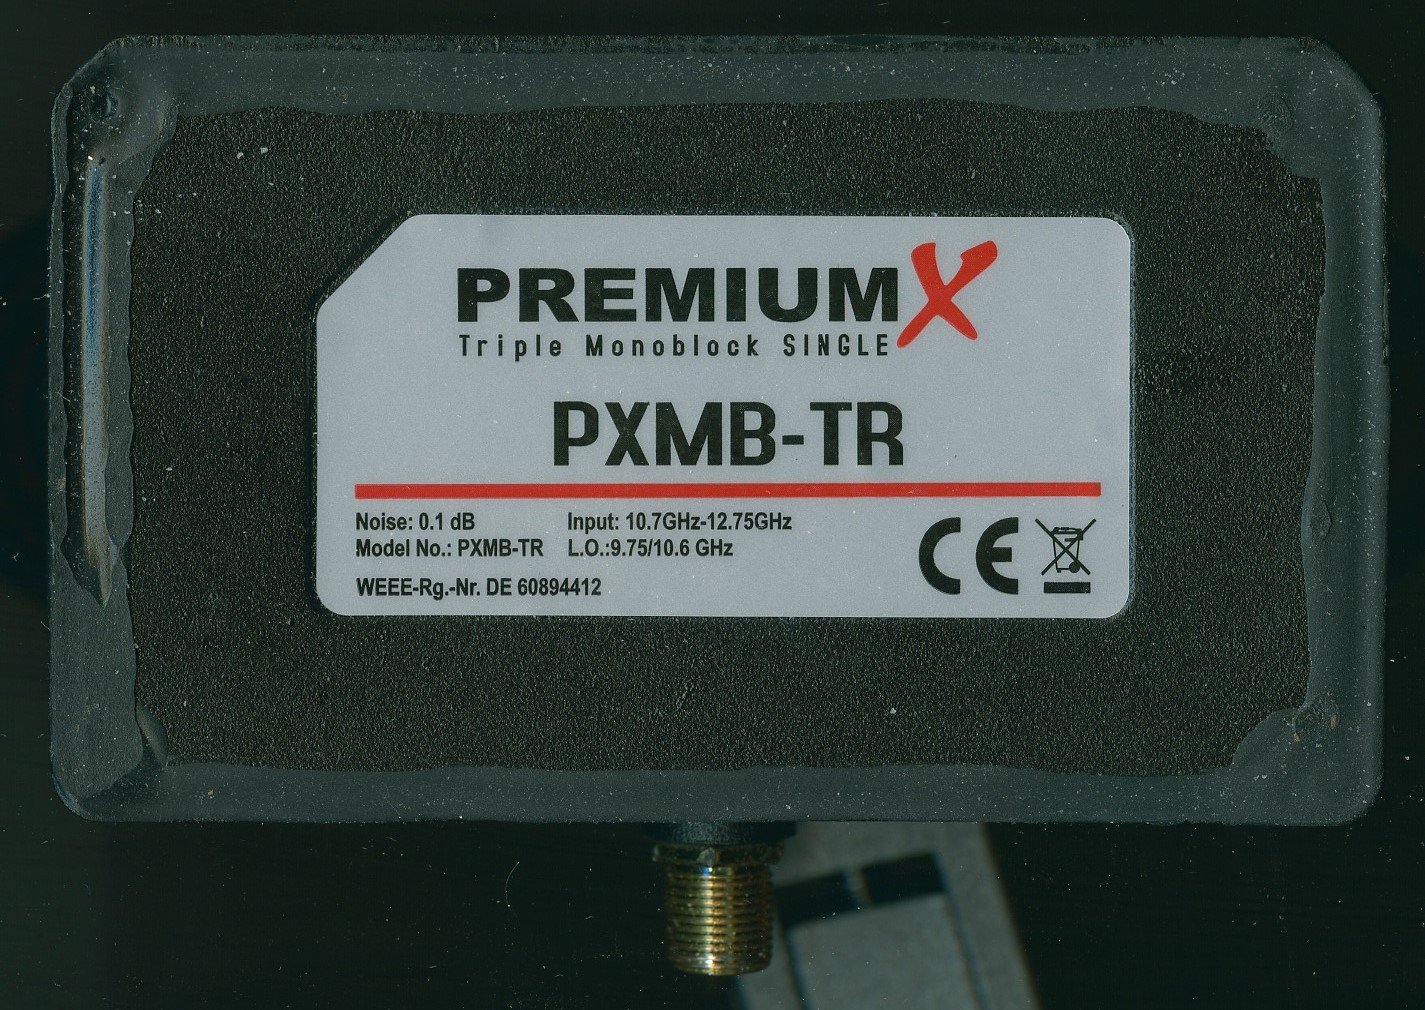 PREMIUMX
Triple Monoblock SINGLE
PXMB-TR
Noise: 0.1 dB Input: 10.7GHz-12.75GHz
Model No.: PXMB-TR L.O.:9.75/10.6 GHz
WEEE-Rg.-Nr. DE 60894412
CE